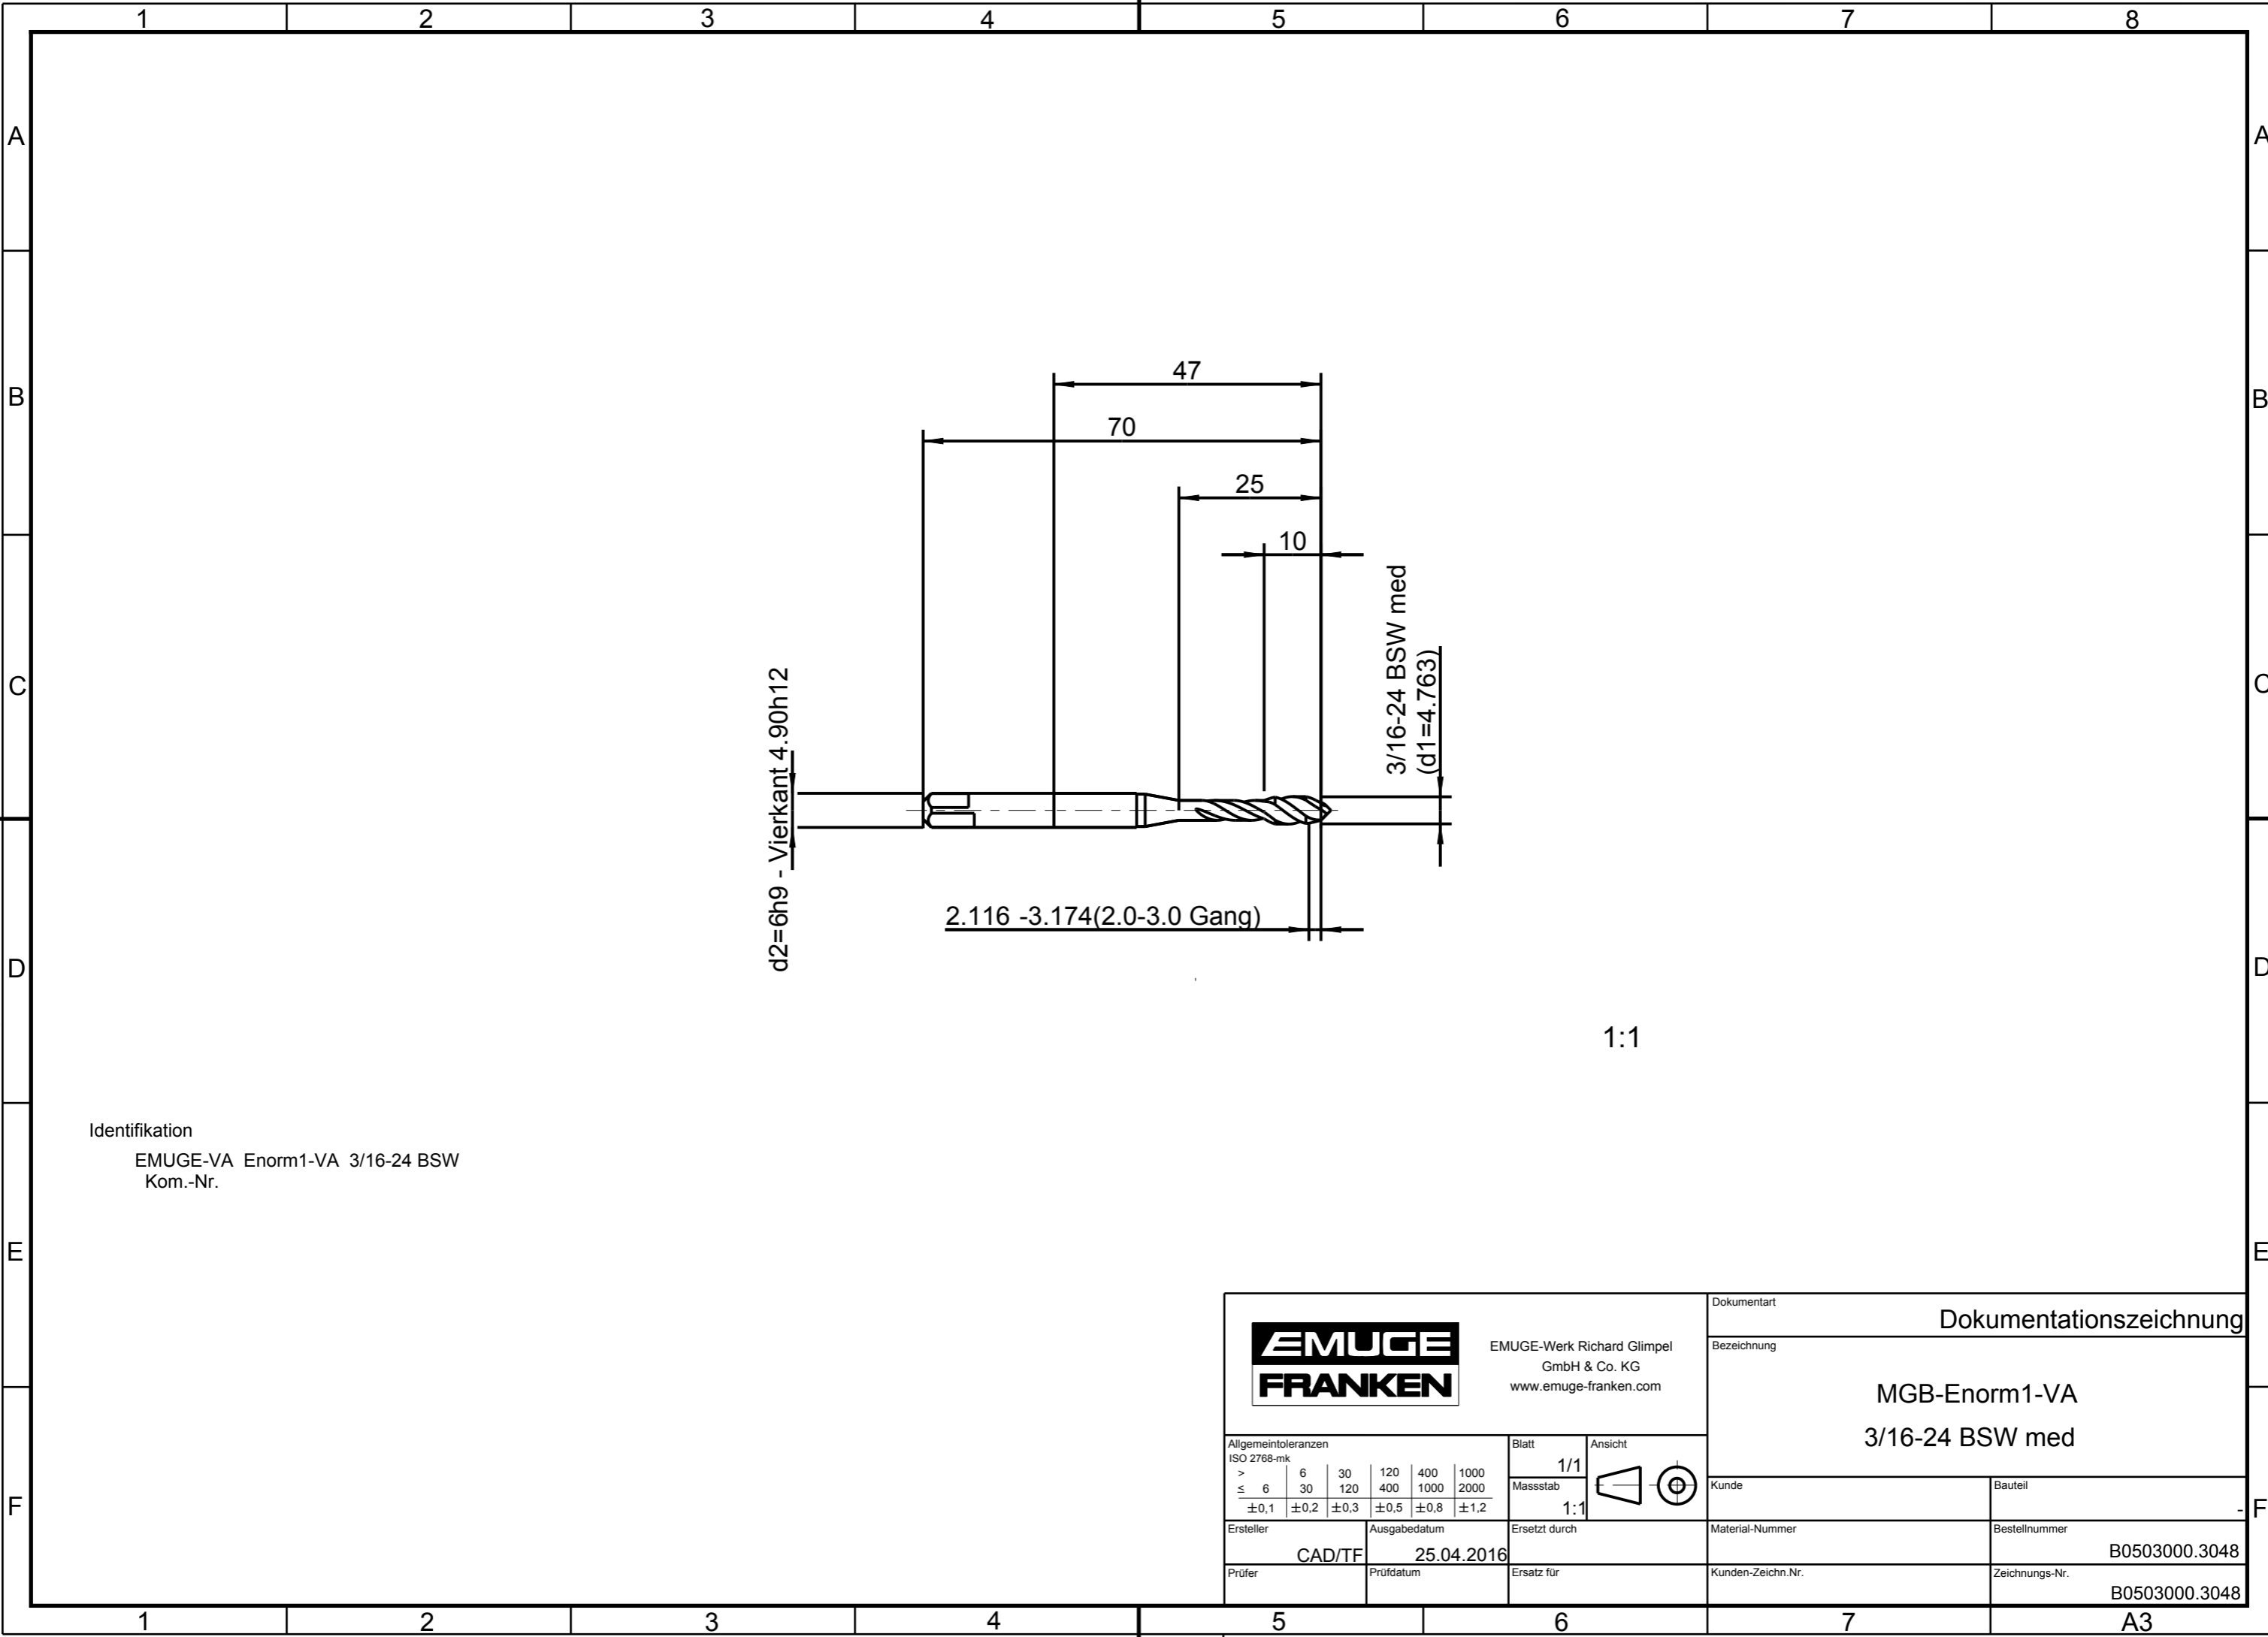 1 2 3 4 5 6 7 8
A A
B B
C C
D D
E E
F F
47
70
25
10
3/16-24 BSW med
(d1=4.763)
d2=6h9 - Vierkant 4.90h12
2.116 -3.174(2.0-3.0 Gang)
1:1
Identifikation
EMUGE-VA Enorm1-VA 3/16-24 BSW
Kom.-Nr.
EMUGE
FRANKEN
EMUGE-Werk Richard Glimpel
GmbH & Co. KG
www.emuge-franken.com
Dokumentart
Dokumentationszeichnung
Bezeichnung
MGB-Enorm1-VA
3/16-24 BSW med
Allgemeintoleranzen
ISO 2768-mk
> 6 30 120 400 1000
≤ 6 30 120 400 1000 2000
±0,1 ±0,2 ±0,3 ±0,5 ±0,8 ±1,2
Blatt
1/1
Ansicht
Massstab
1:1
Kunde
Bauteil
-
Ersteller
CAD/TF
Ausgabedatum
25.04.2016
Ersetzt durch
Material-Nummer
Bestellnummer
B0503000.3048
Prüfer
Prüfdatum
Ersatz für
Kunden-Zeichn.Nr.
Zeichnungs-Nr.
B0503000.3048
1 2 3 4 5 6 7 A3